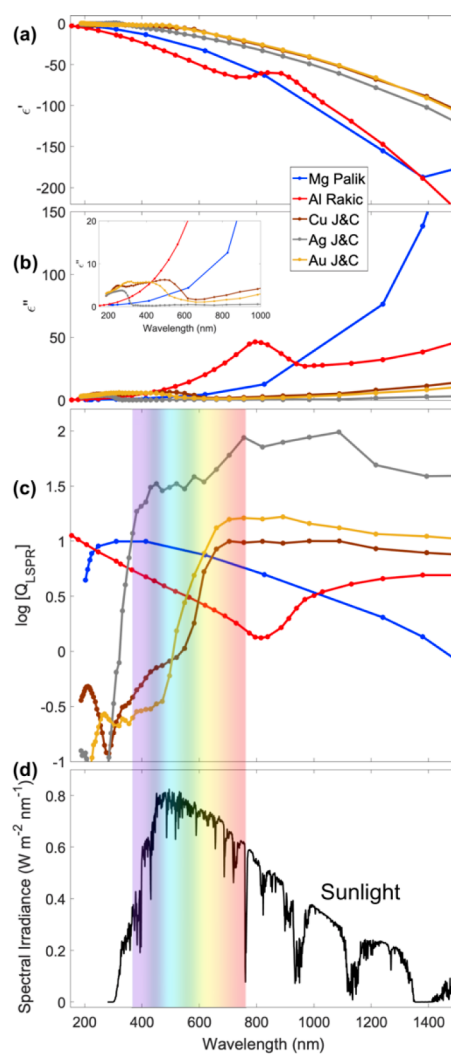 (a)
0
-50
-100
-150
-200
ϵ'
Mg Palik
Al Rakic
Cu J&C
Ag J&C
Au J&C
(b)
150
100
50
0
ϵ''
20
10
0
ϵ''
200 400 600 800 1000
Wavelength (nm)
(c)
2
1.5
1
0.5
0
-0.5
-1
log [Q_LSPR]
(d)
0.8
0.6
0.4
0.2
0
Spectral Irradiance (W m⁻² nm⁻¹)
Sunlight
200 400 600 800 1000 1200 1400
Wavelength (nm)